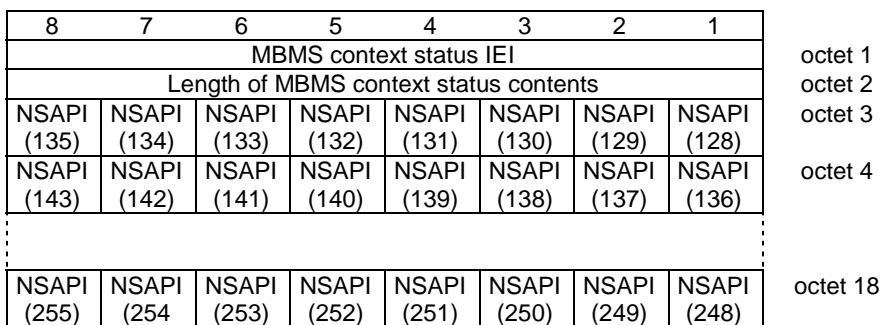 8 7 6 5 4 3 2 1
MBMS context status IEI octet 1
Length of MBMS context status contents octet 2
NSAPI NSAPI NSAPI NSAPI NSAPI NSAPI NSAPI NSAPI octet 3
(135) (134) (133) (132) (131) (130) (129) (128)
NSAPI NSAPI NSAPI NSAPI NSAPI NSAPI NSAPI NSAPI octet 4
(143) (142) (141) (140) (139) (138) (137) (136)
NSAPI NSAPI NSAPI NSAPI NSAPI NSAPI NSAPI NSAPI octet 18
(255) (254 (253) (252) (251) (250) (249) (248)